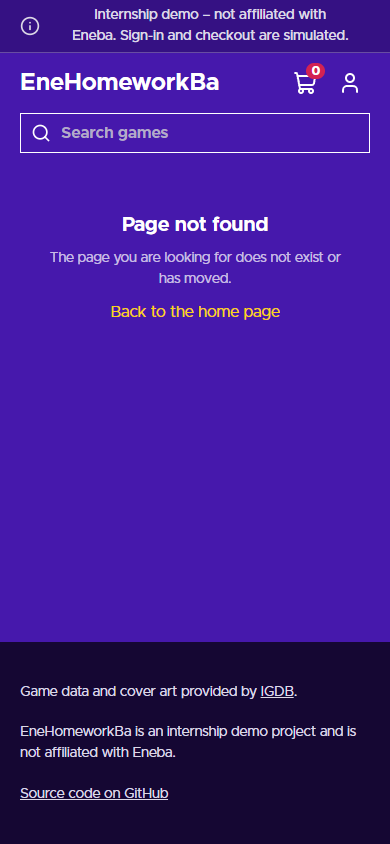 Internship demo – not affiliated with
Eneba. Sign-in and checkout are simulated.
EneHomeworkBa
0
Search games
Page not found
The page you are looking for does not exist or
has moved.
Back to the home page
Game data and cover art provided by IGDB.
EneHomeworkBa is an internship demo project and is
not affiliated with Eneba.
Source code on GitHub